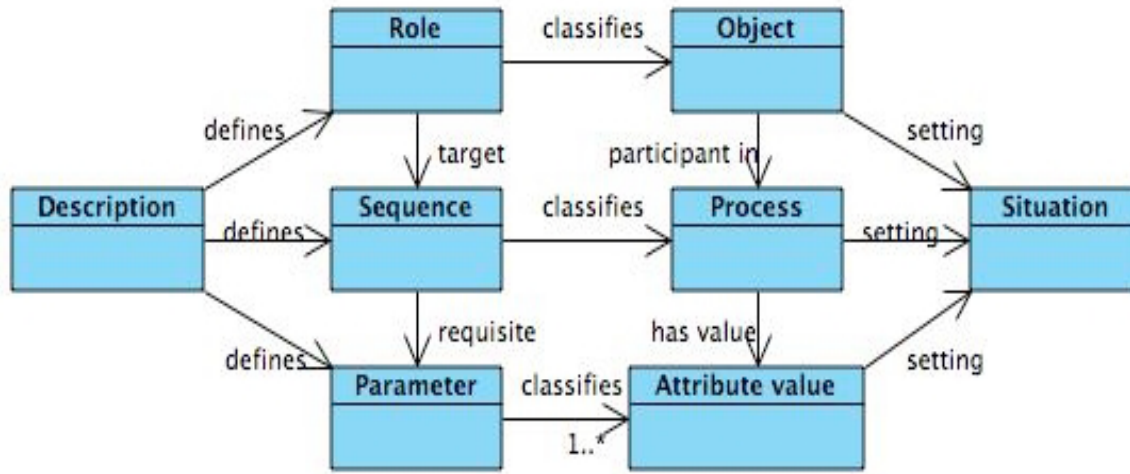 Role
classifies
Object
defines
target
participant in
setting
Description
defines
Sequence
classifies
Process
setting
Situation
defines
requisite
has value
setting
Parameter
classifies
1..*
Attribute value